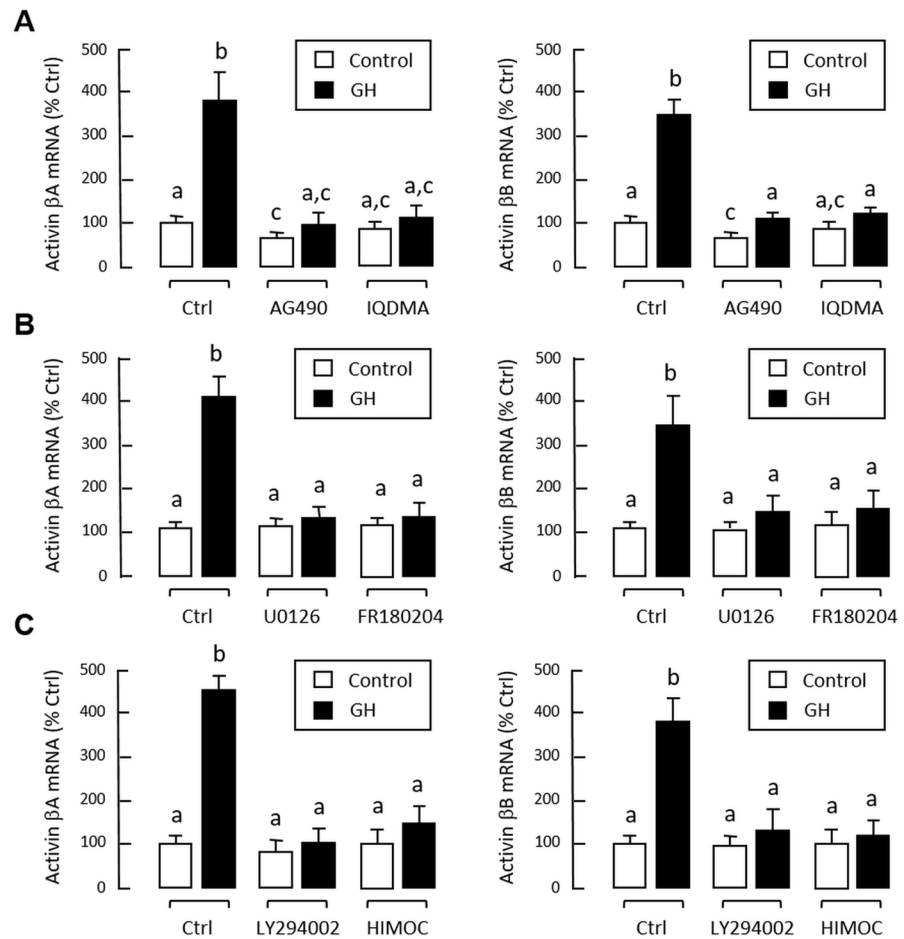 A
Activin βA mRNA (% Ctrl)
500
400
300
200
100
0
a
b
c
a,c
a,c
a,c
Control
GH
Ctrl
AG490
IQDMA
Activin βB mRNA (% Ctrl)
500
400
300
200
100
0
a
b
c
a
a,c
a
Control
GH
Ctrl
AG490
IQDMA
B
Activin βA mRNA (% Ctrl)
500
400
300
200
100
0
a
b
a
a
a
a
Control
GH
Ctrl
U0126
FR180204
Activin βB mRNA (% Ctrl)
500
400
300
200
100
0
a
b
a
a
a
a
Control
GH
Ctrl
U0126
FR180204
C
Activin βA mRNA (% Ctrl)
500
400
300
200
100
0
a
b
a
a
a
a
Control
GH
Ctrl
LY294002
HIMOC
Activin βB mRNA (% Ctrl)
500
400
300
200
100
0
a
b
a
a
a
a
Control
GH
Ctrl
LY294002
HIMOC